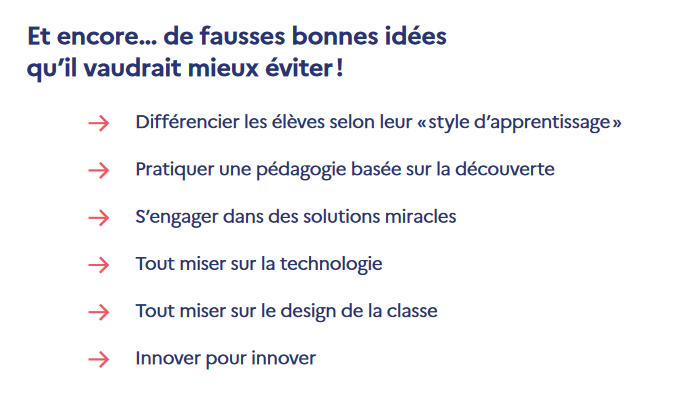 Et encore... de fausses bonnes idées
qu’il vaudrait mieux éviter !
→ Différencier les élèves selon leur « style d’apprentissage »
→ Pratiquer une pédagogie basée sur la découverte
→ S’engager dans des solutions miracles
→ Tout miser sur la technologie
→ Tout miser sur le design de la classe
→ Innover pour innover